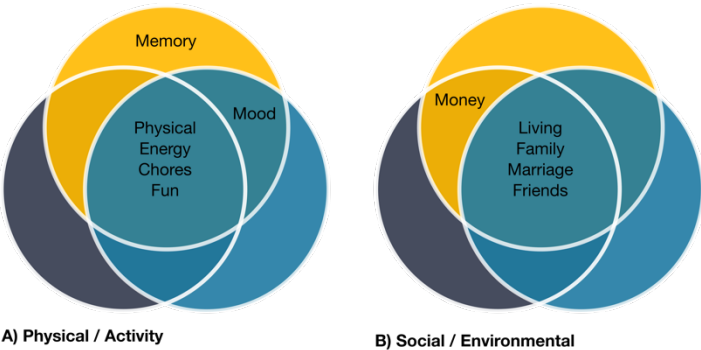 Memory
Mood
Physical
Energy
Chores
Fun
A) Physical / Activity
Money
Living
Family
Marriage
Friends
B) Social / Environmental